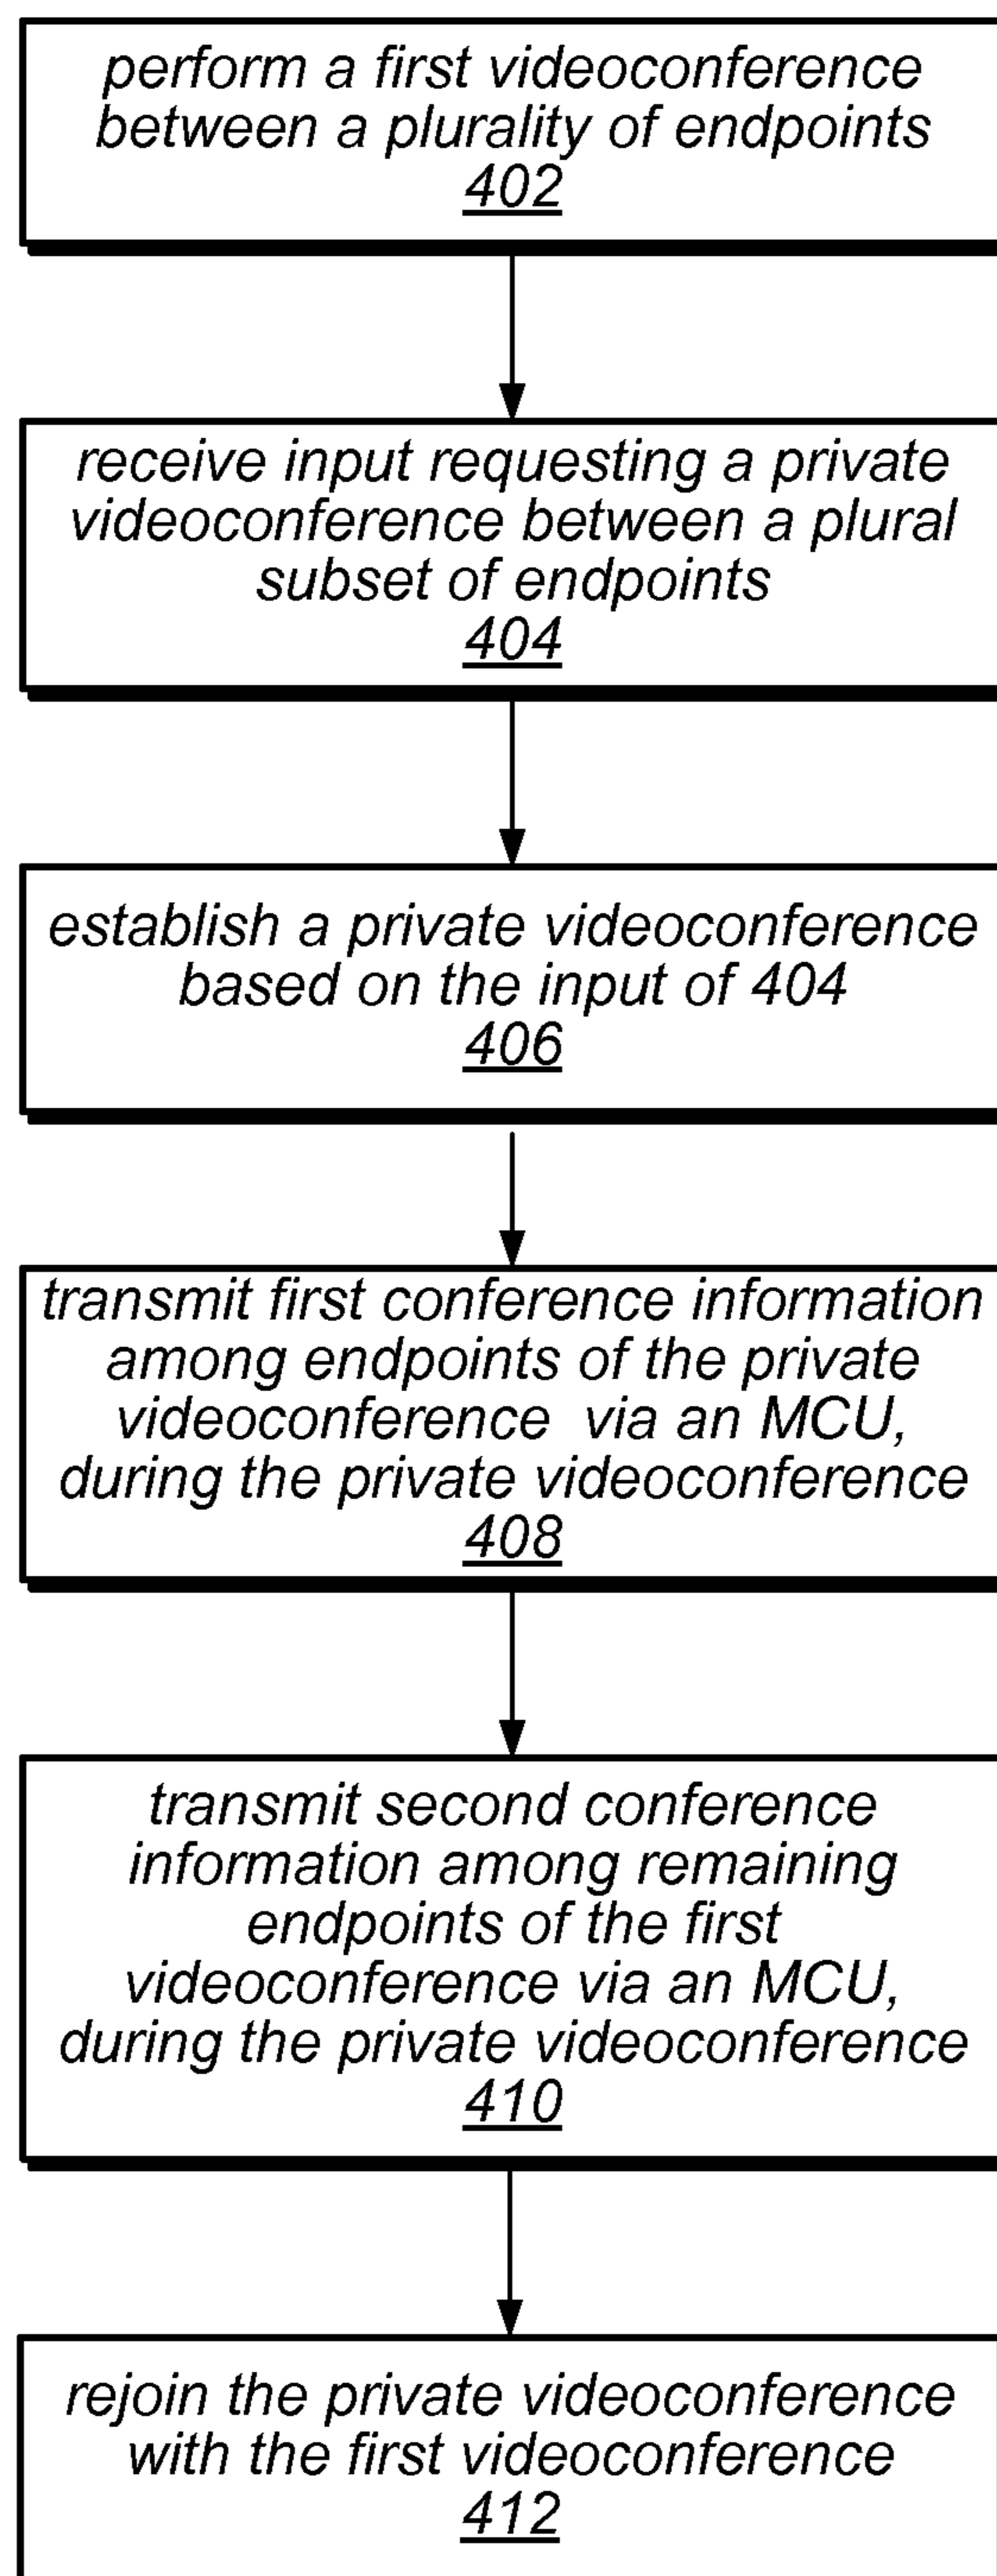 perform a first videoconference
between a plurality of endpoints
402
receive input requesting a private
videoconference between a plural
subset of endpoints
404
establish a private videoconference
based on the input of 404
406
transmit first conference information
among endpoints of the private
videoconference via an MCU,
during the private videoconference
408
transmit second conference
information among remaining
endpoints of the first
videoconference via an MCU,
during the private videoconference
410
rejoin the private videoconference
with the first videoconference
412